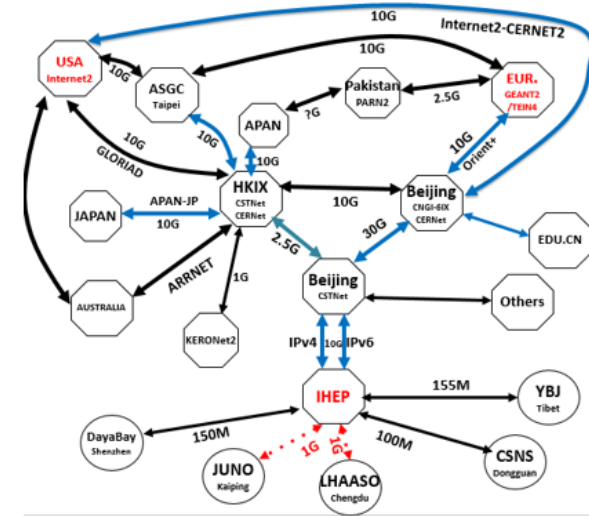 10G
Internet2-CERNET2
USA
Internet2
10G
10G
ASGC
Taipei
Pakistan
PARN2
2.5G
EUR.
GEANT2
/TEIN4
?G
APAN
10G
GLORIAD
10G
10G
10G
Orient+
HKIX
CSTNet
CERNet
10G
Beijing
CNGI-6IX
CERNet
JAPAN
APAN-JP
10G
EDU.CN
ARRNET
1G
2.5G
30G
Beijing
CSTNet
Others
AUSTRALIA
KERONet2
IPv4
10G
IPv6
IHEP
155M
YBJ
Tibet
DayaBay
Shenzhen
150M
1G
1G
100M
CSNS
Dongguan
JUNO
Kaiping
LHAASO
Chengdu